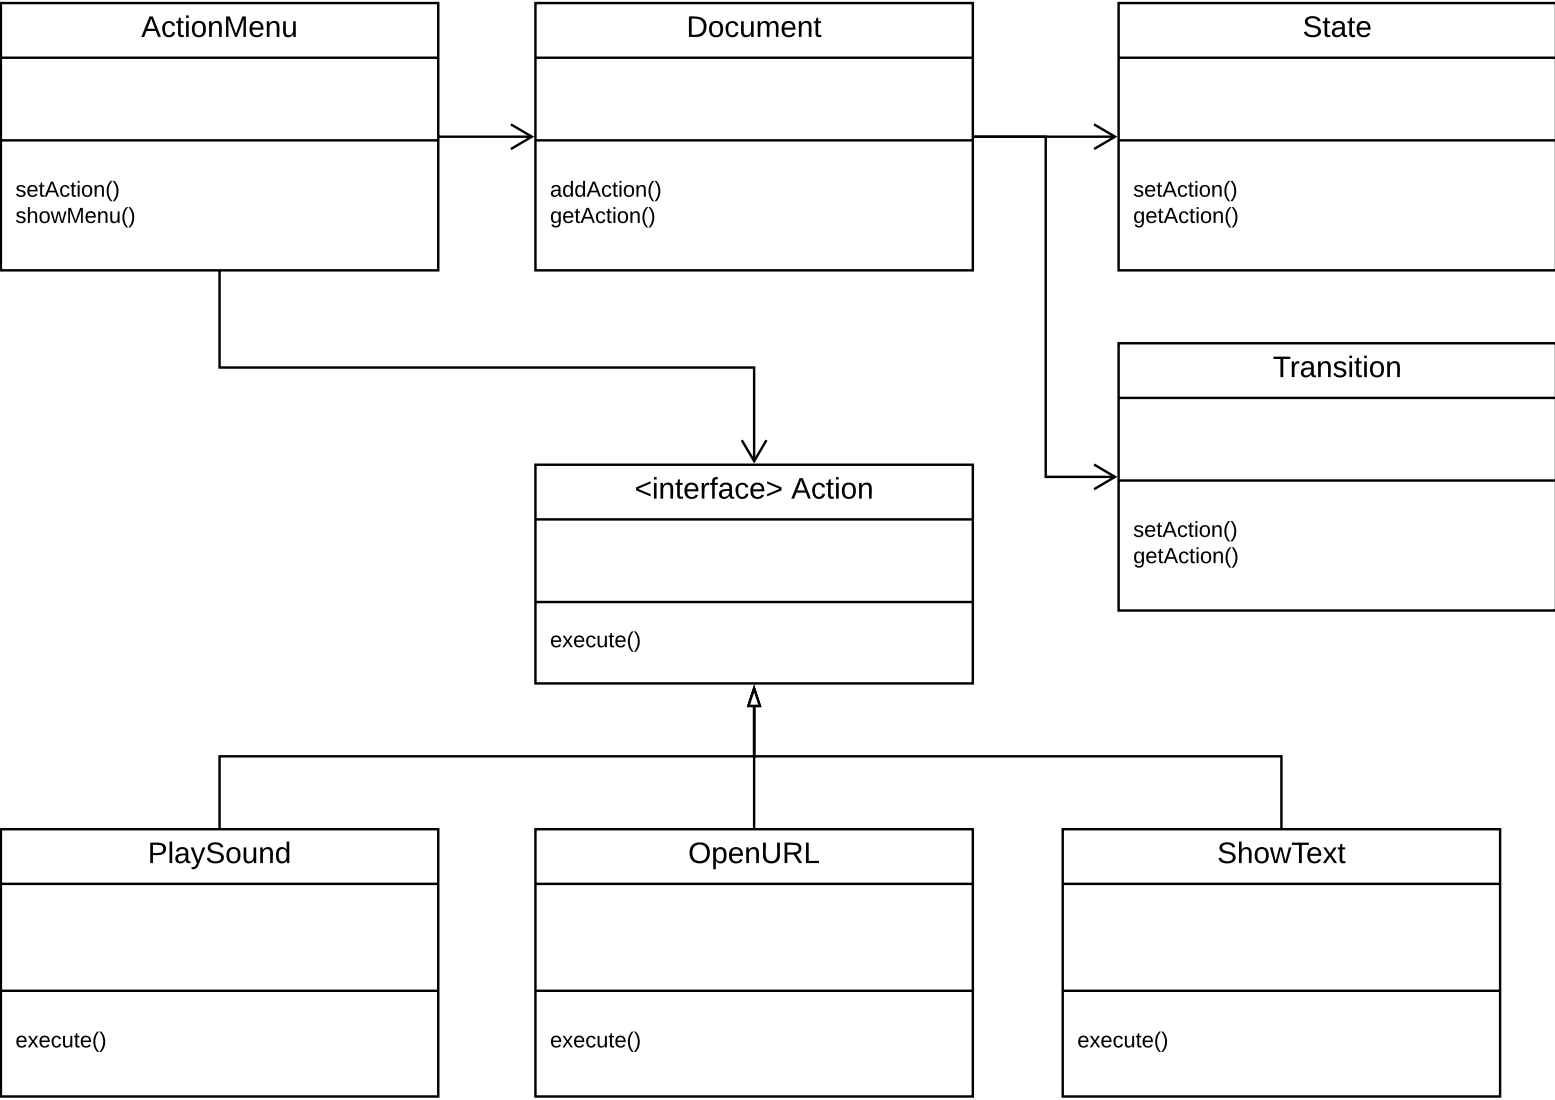 ActionMenu
setAction()
showMenu()
Document
addAction()
getAction()
State
setAction()
getAction()
Transition
setAction()
getAction()
<interface> Action
execute()
PlaySound
execute()
OpenURL
execute()
ShowText
execute()